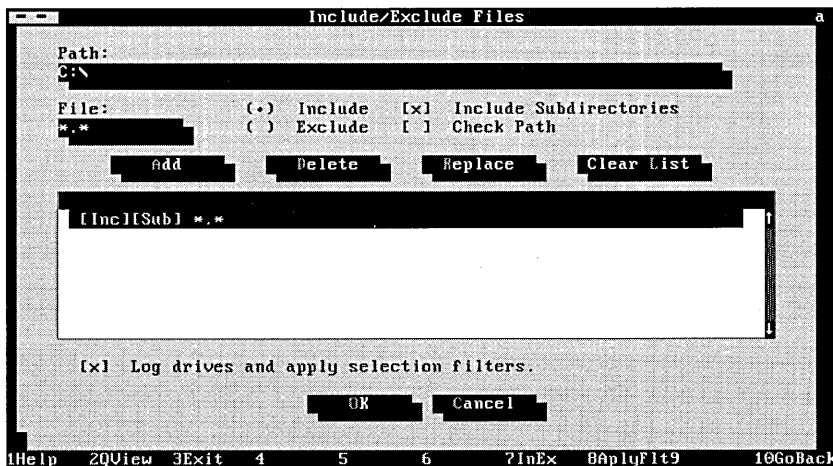 Include/Exclude Files a
Path:
C:\
File: (•) Include [x] Include Subdirectories
*.* ( ) Exclude [ ] Check Path
Add Delete Replace Clear List
[Inc][Sub] *.*
[x] Log drives and apply selection filters.
OK Cancel
1Help 2QView 3Exit 4 5 6 7InEx 8AplyFlt9 10GoBack